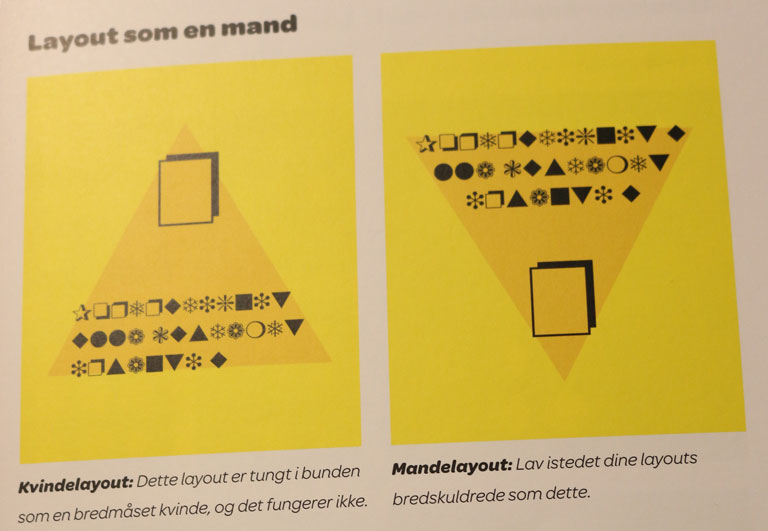 Layout som en mand
Kvindelayout: Dette layout er tungt i bunden
som en bredmåset kvinde, og det fungerer ikke.
Mandelayout: Lav istedet dine layouts
bredskuldrede som dette.